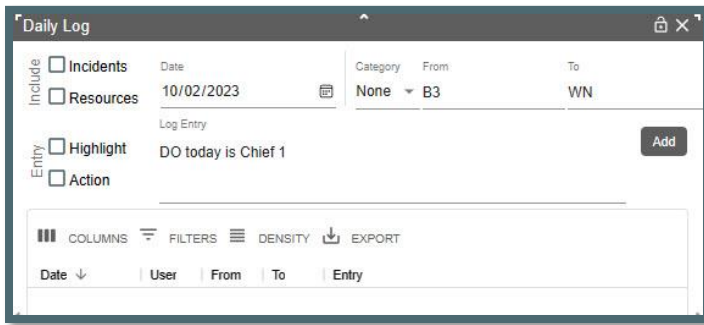 Daily Log
Include
Incidents
Resources
Date
10/02/2023
Category
None
From
B3
To
WN
Entry
Highlight
Action
Log Entry
DO today is Chief 1
Add
COLUMNS FILTERS DENSITY EXPORT
Date User From To Entry